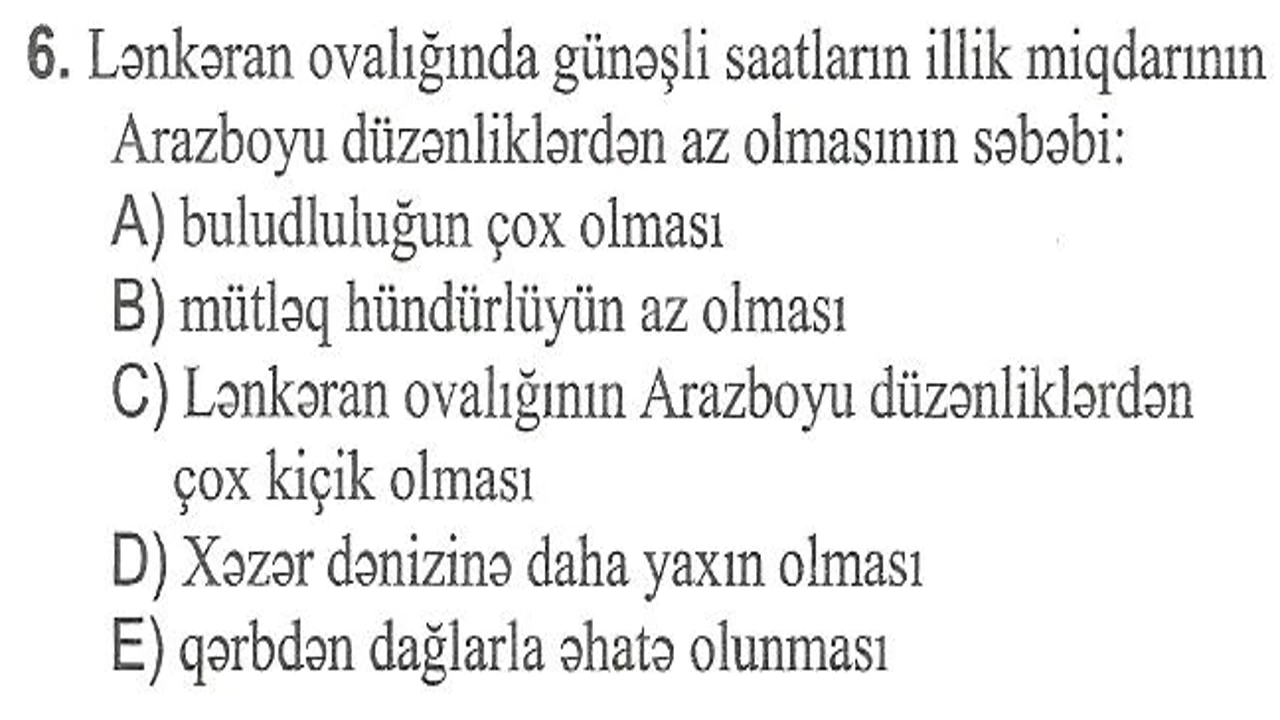 6. Lənkəran ovalığında günəşli saatların illik miqdarının
Arazboyu düzənliklərdən az olmasının səbəbi:
A) buludluluğun çox olması
B) mütləq hündürlüyün az olması
C) Lənkəran ovalığının Arazboyu düzənliklərdən
çox kiçik olması
D) Xəzər dənizinə daha yaxın olması
E) qərbdən dağlarla əhatə olunması